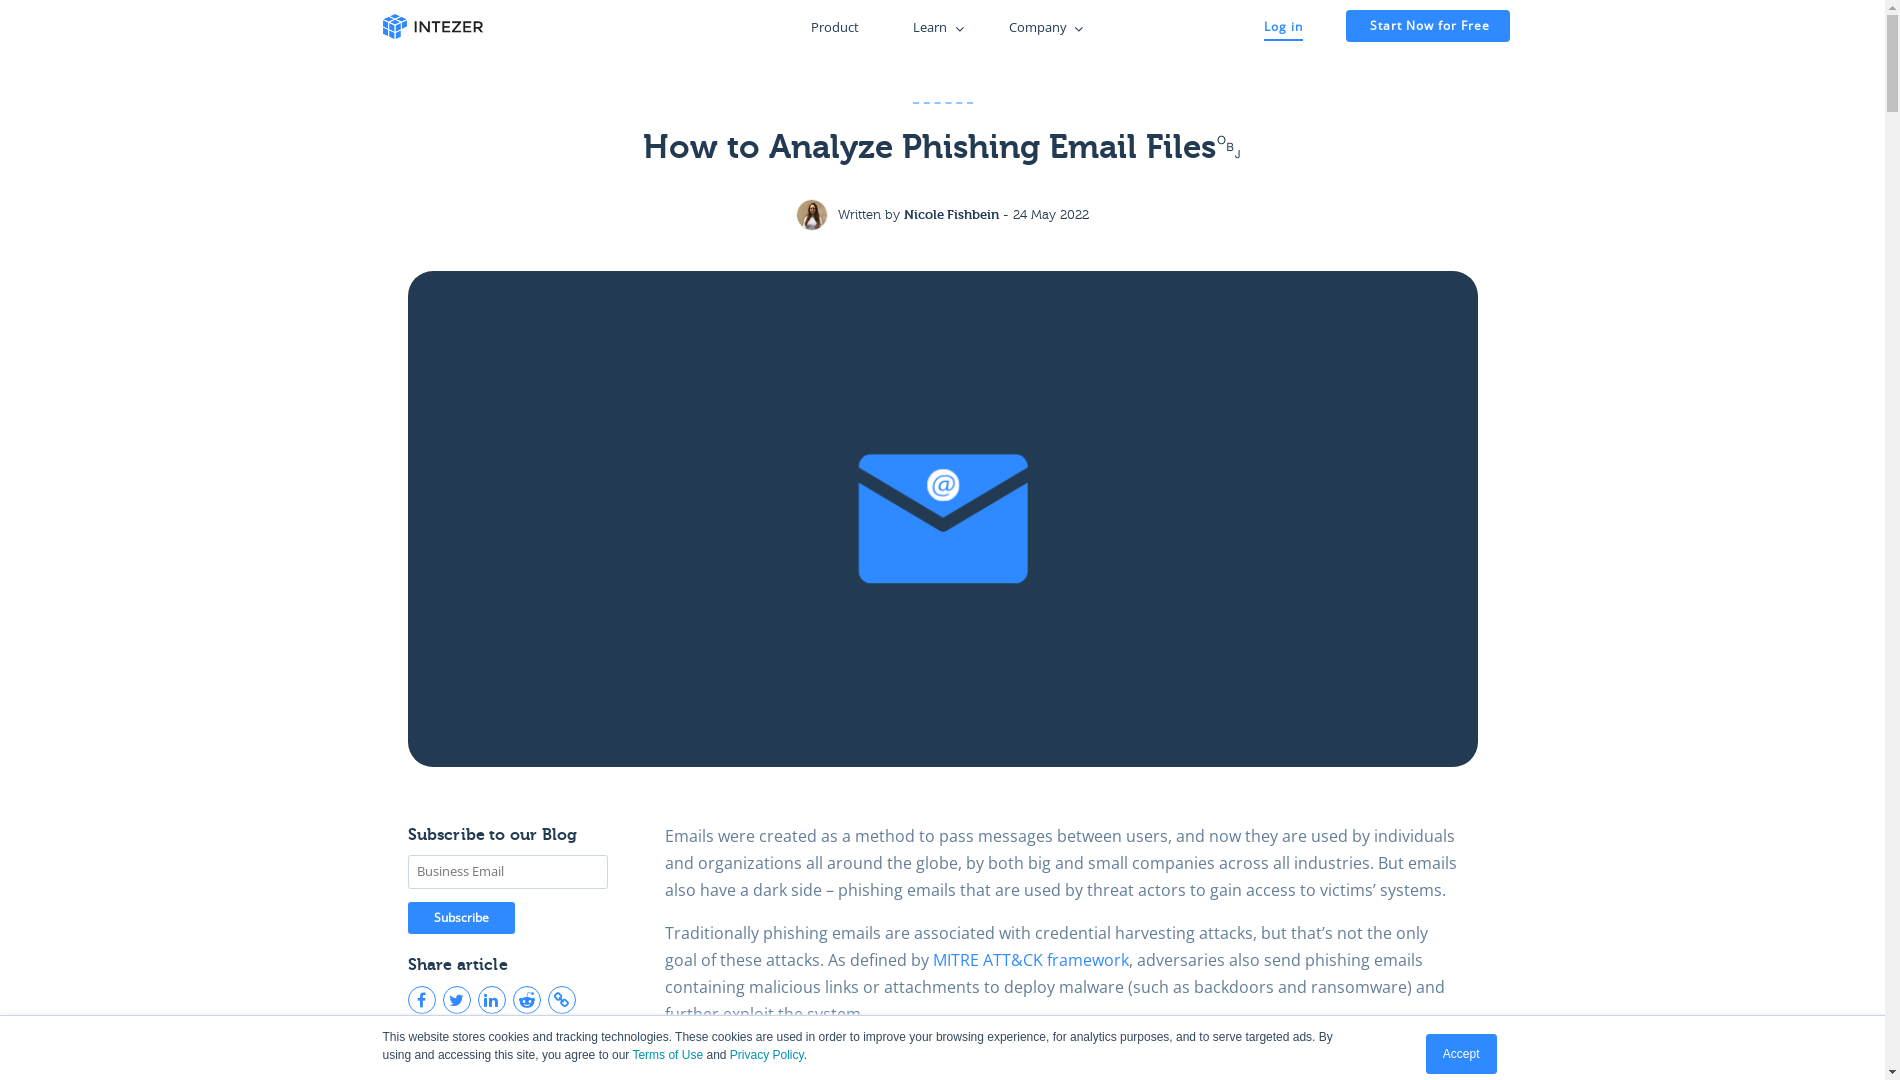 INTEZER
Product
Learn
Company
Log in
Start Now for Free
How to Analyze Phishing Email Files￼
Written by Nicole Fishbein - 24 May 2022
@
Subscribe to our Blog
Business Email
Subscribe
Share article
Emails were created as a method to pass messages between users, and now they are used by individuals
and organizations all around the globe, by both big and small companies across all industries. But emails
also have a dark side – phishing emails that are used by threat actors to gain access to victims’ systems.
Traditionally phishing emails are associated with credential harvesting attacks, but that’s not the only
goal of these attacks. As defined by MITRE ATT&CK framework, adversaries also send phishing emails
containing malicious links or attachments to deploy malware (such as backdoors and ransomware) and
further exploit the system.
This website stores cookies and tracking technologies. These cookies are used in order to improve your browsing experience, for analytics purposes, and to serve targeted ads. By
using and accessing this site, you agree to our Terms of Use and Privacy Policy.
Accept